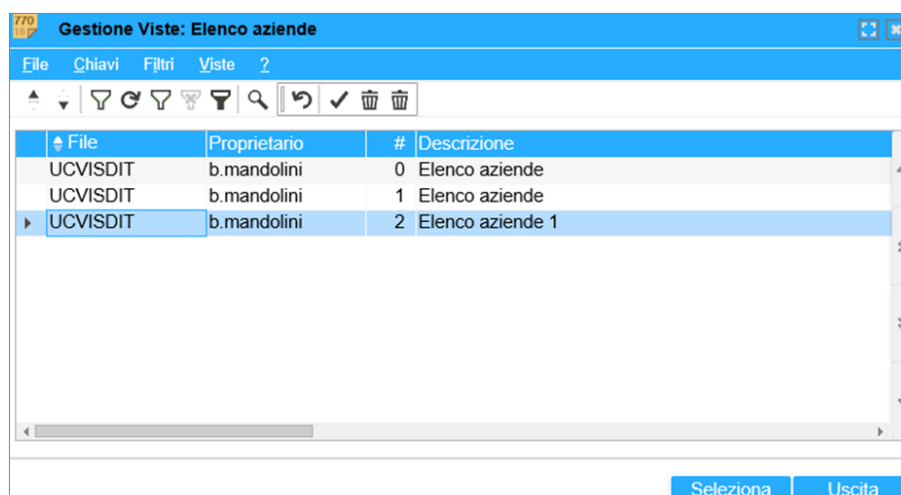 770
Gestione Viste: Elenco aziende
File Chiavi Filtri Viste ?
File Proprietario # Descrizione
UCVISDIT b.mandolini 0 Elenco aziende
UCVISDIT b.mandolini 1 Elenco aziende
UCVISDIT b.mandolini 2 Elenco aziende 1
Seleziona Uscita